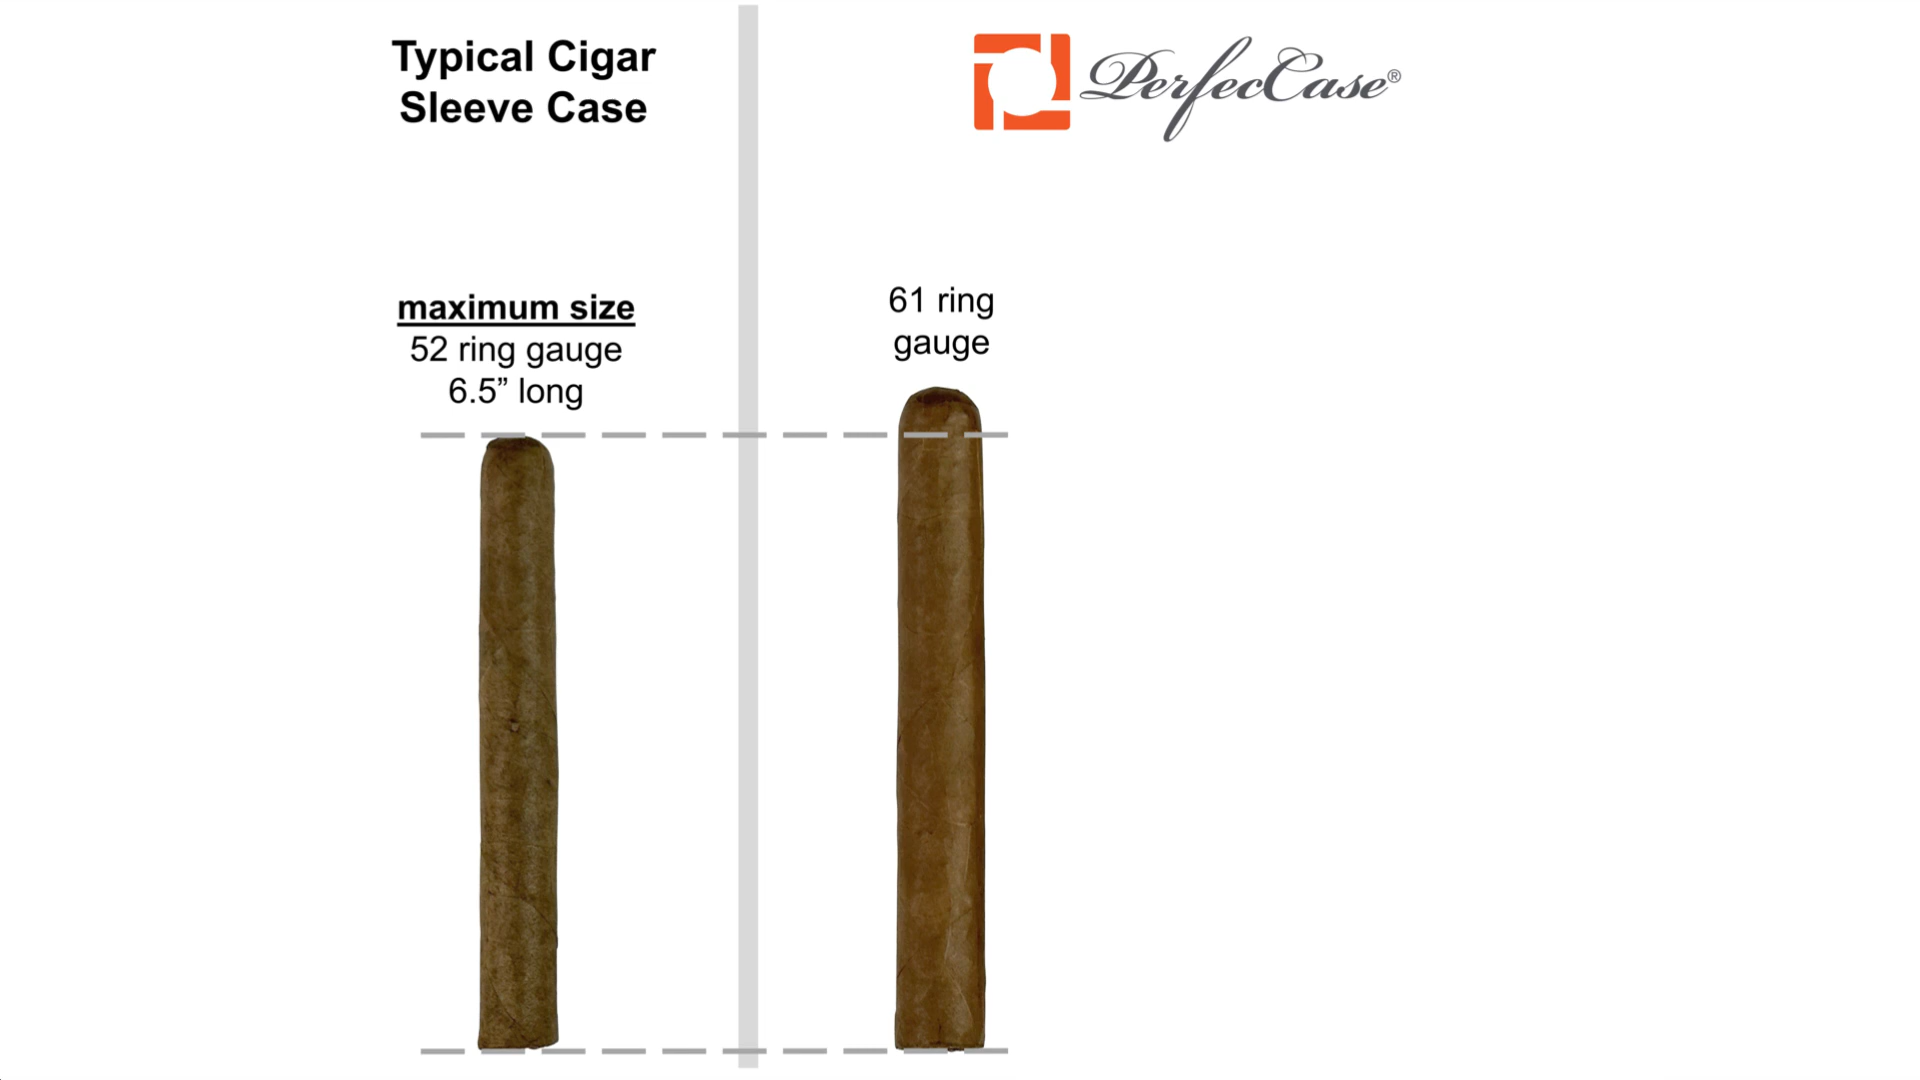 Typical Cigar
Sleeve Case
PerfecCase®
maximum size
52 ring gauge
6.5” long
61 ring
gauge